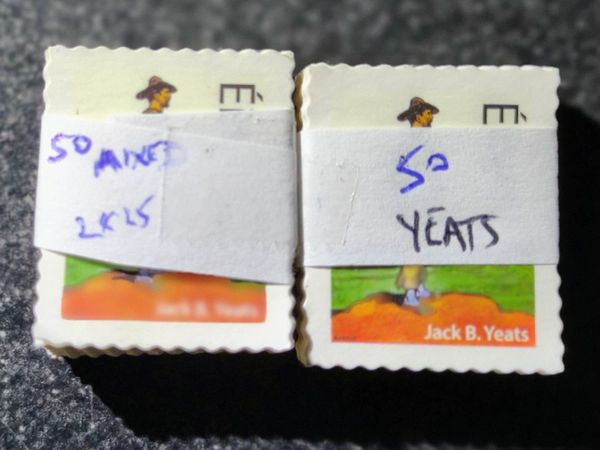 É
50 MIXED
2x25
Jack B. Yeats
É
50
YEATS
Jack B. Yeats